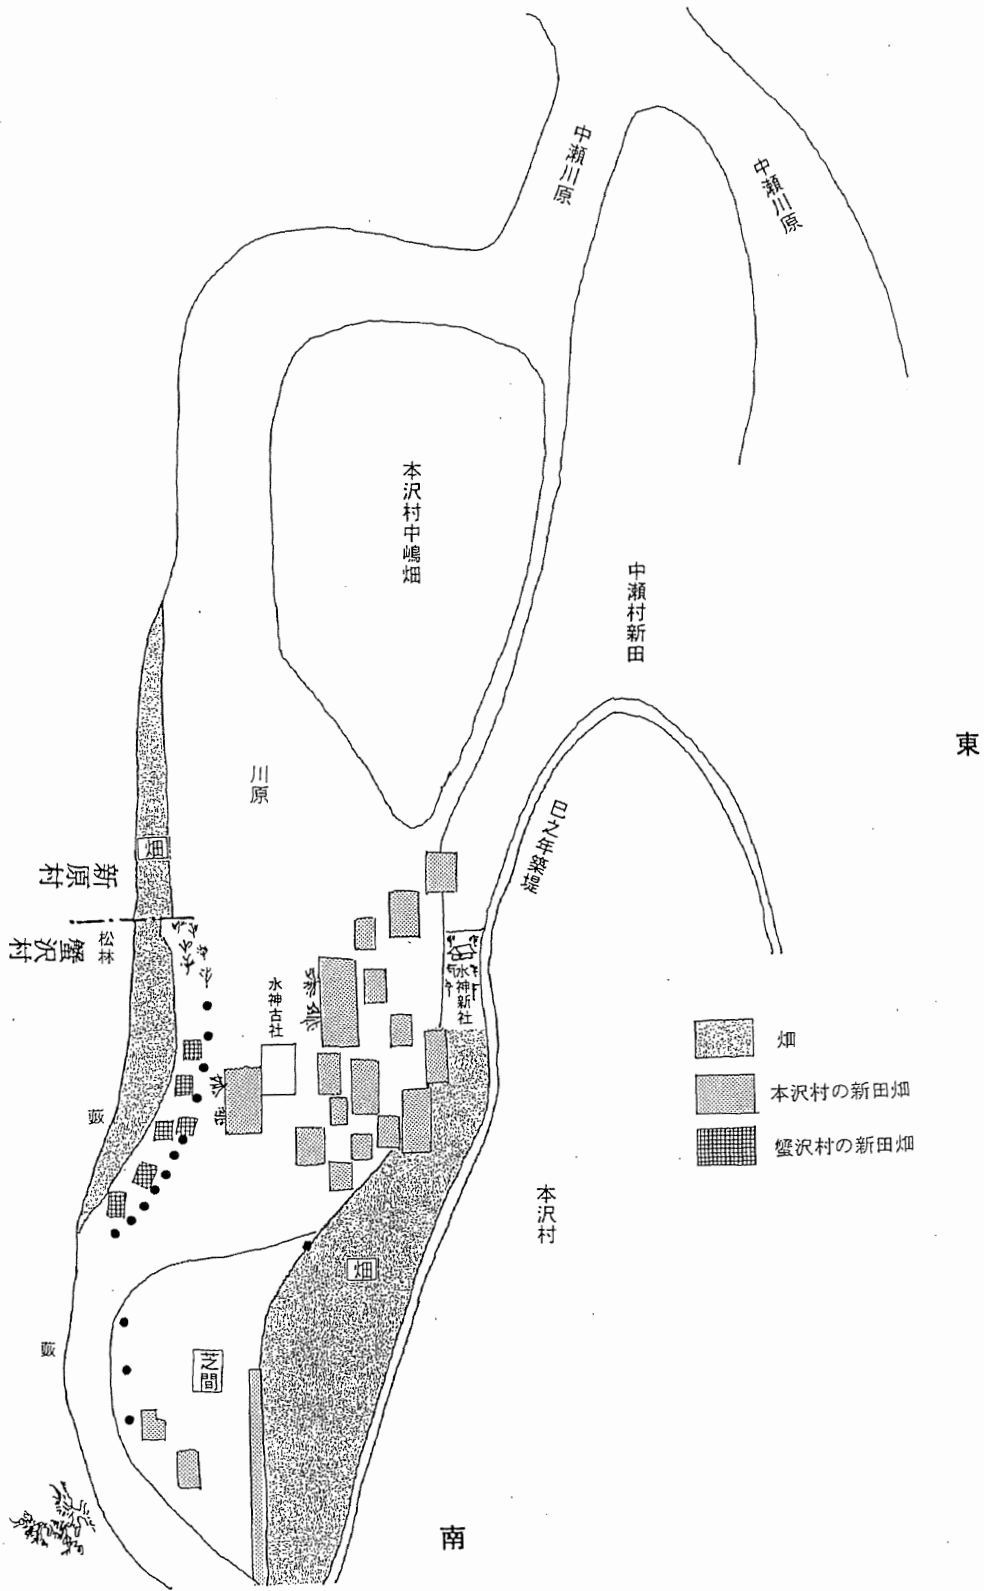 中瀬川原
中瀬川原
本沢村中嶋畑
中瀬村新田
東
川原
巳之年築堤
畑
新原村
蟹沢村
松林
水神古社
水神新社
畑
本沢村の新田畑
蟹沢村の新田畑
藪
本沢村
畑
藪
芝間
南